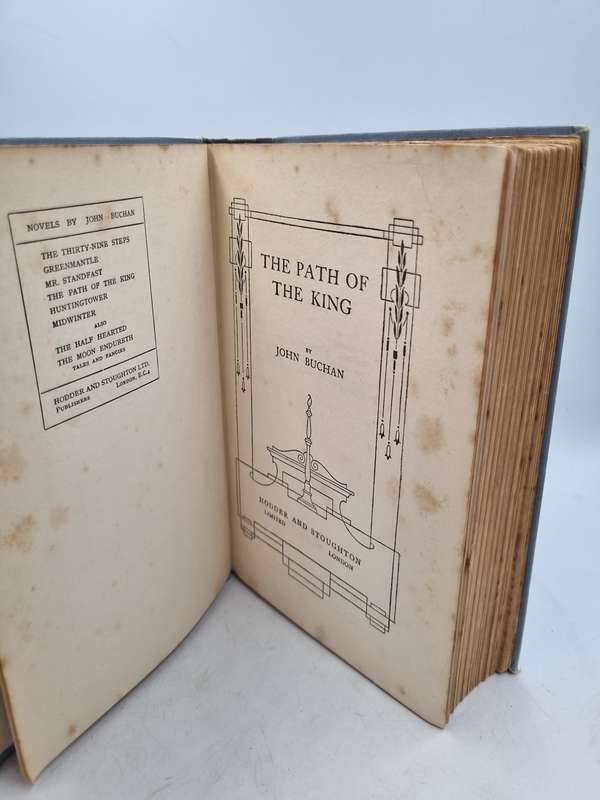 NOVELS BY JOHN BUCHAN
THE THIRTY-NINE STEPS
GREENMANTLE
MR. STANDFAST
THE PATH OF THE KING
HUNTINGTOWER
MIDWINTER
ALSO
THE HALF HEARTED
THE MOON ENDURETH
TALES AND FANCIES
HODDER AND STOUGHTON LTD.
PUBLISHERS LONDON, E.C.4
THE PATH OF
THE KING
BY
JOHN BUCHAN
HODDER AND STOUGHTON
LIMITED LONDON